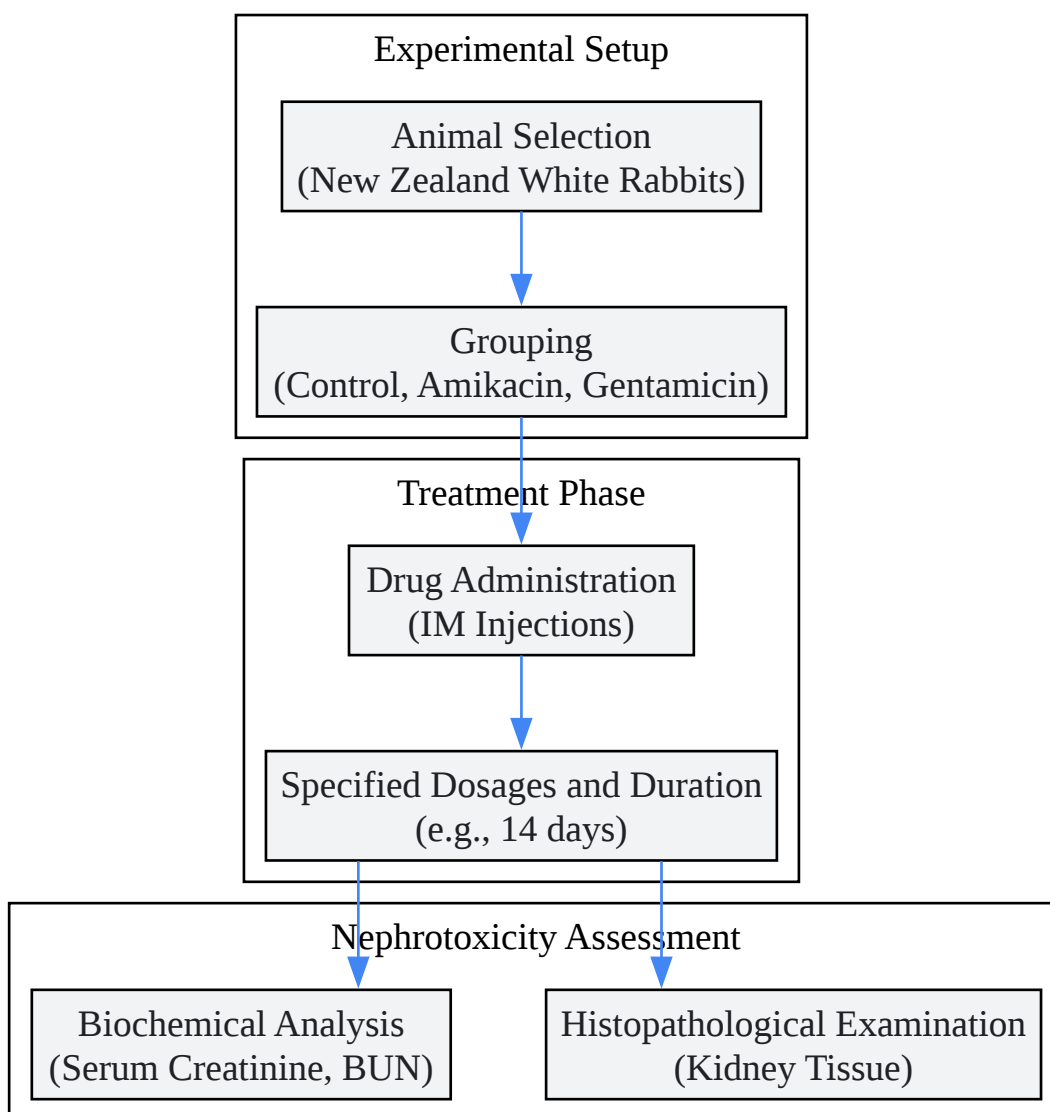 Experimental Setup
Animal Selection
(New Zealand White Rabbits)
Grouping
(Control, Amikacin, Gentamicin)
Treatment Phase
Drug Administration
(IM Injections)
Specified Dosages and Duration
(e.g., 14 days)
Nephrotoxicity Assessment
Biochemical Analysis
(Serum Creatinine, BUN)
Histopathological Examination
(Kidney Tissue)